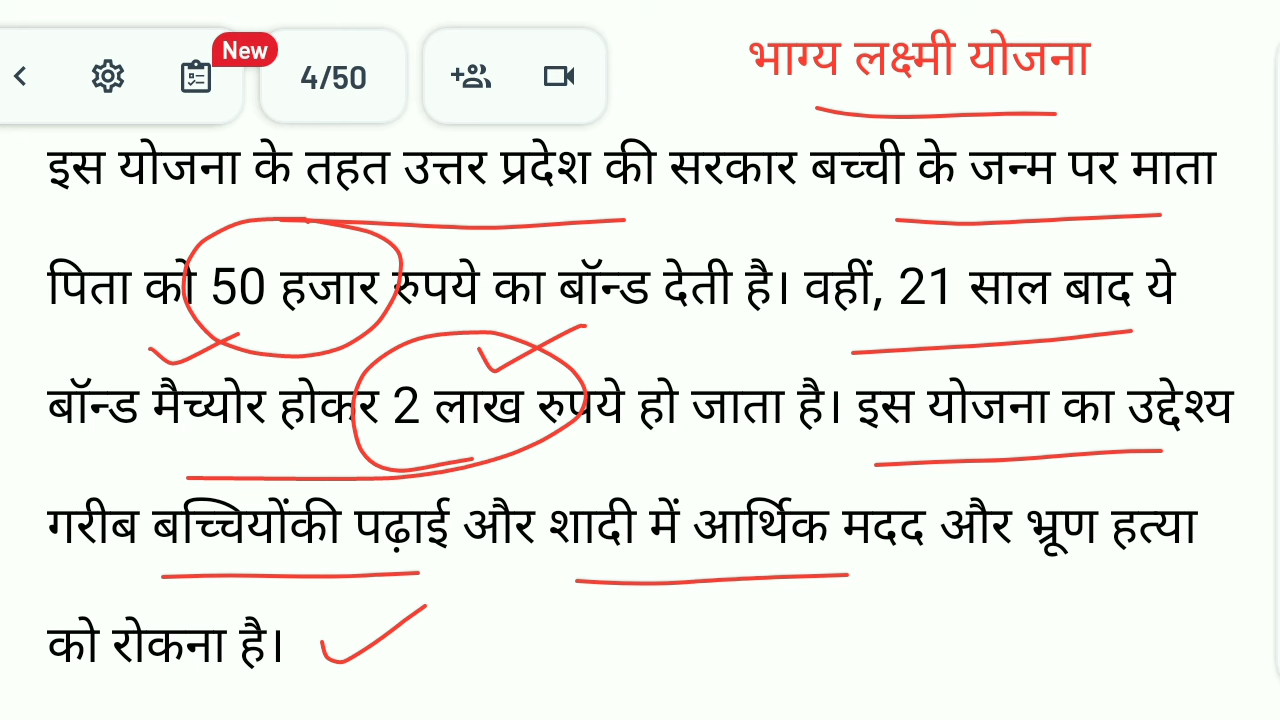 New
4/50
भाग्य लक्ष्मी योजना
इस योजना के तहत उत्तर प्रदेश की सरकार बच्ची के जन्म पर माता
पिता को 50 हजार रुपये का बॉन्ड देती है। वहीं, 21 साल बाद ये
बॉन्ड मैच्योर होकर 2 लाख रुपये हो जाता है। इस योजना का उद्देश्य
गरीब बच्चियोंकी पढ़ाई और शादी में आर्थिक मदद और भ्रूण हत्या
को रोकना है।